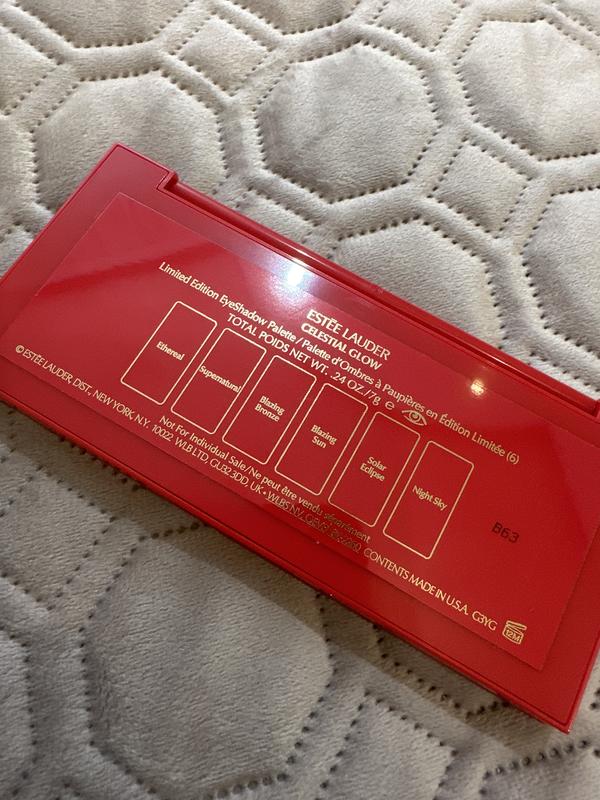 ESTĒE LAUDER
CELESTIAL GLOW
Limited Edition EyeShadow Palette / Palette d'Ombres à Paupières en Édition Limitée (6)
TOTAL POIDS NET WT. .24 OZ./7g e
Ethereal
Supernatural
Blazing
Bronze
Blazing
Sun
Solar
Eclipse
Night Sky
B63
Not For Individual Sale/Ne peut être vendu séparément
© ESTĒE LAUDER, DIST., NEW YORK, N.Y. 10022 WLB LTD, GU32 3DD, UK • WLBS NV, CONTENTS MADE IN U.S.A. G3YG
12M